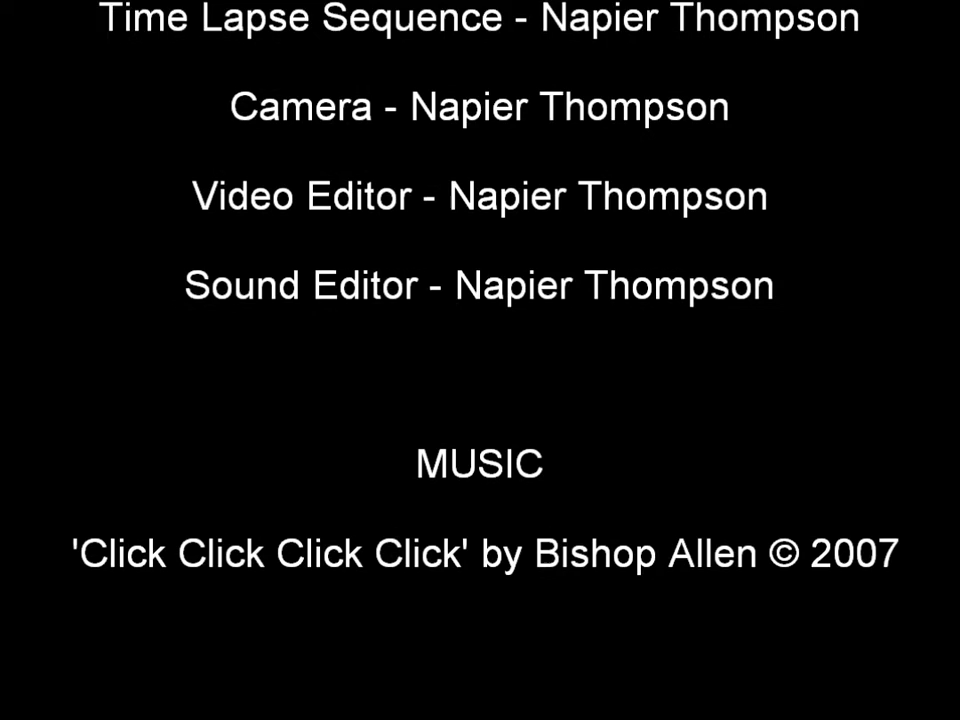 Time Lapse Sequence - Napier Thompson
Camera - Napier Thompson
Video Editor - Napier Thompson
Sound Editor - Napier Thompson
MUSIC
'Click Click Click Click' by Bishop Allen © 2007